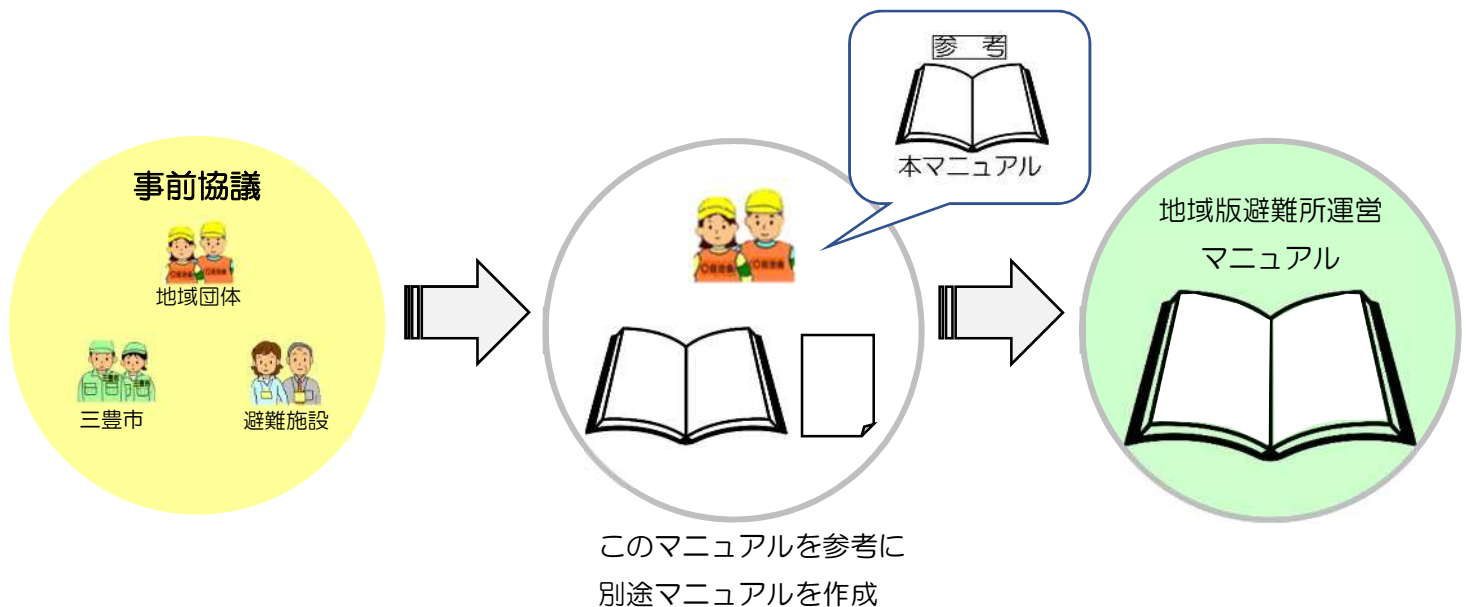 事前協議
地域団体
三豊市
避難施設
参 考
本マニュアル
このマニュアルを参考に
別途マニュアルを作成
地域版避難所運営
マニュアル